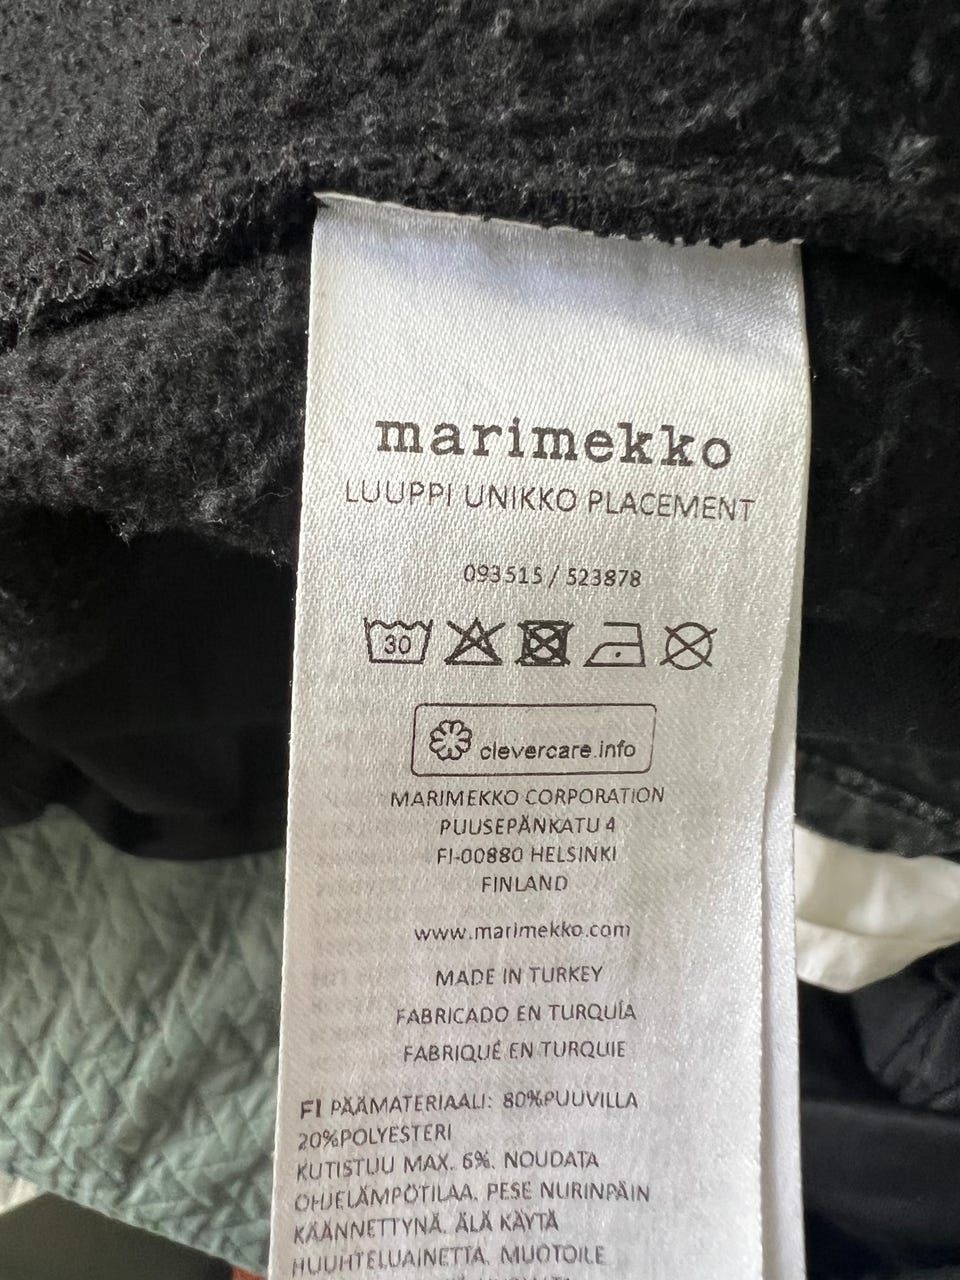 marimekko
LUUPPI UNIKKO PLACEMENT
093515 / 523878
30
clevercare.info
MARIMEKKO CORPORATION
PUUSEPÄNKATU 4
FI-00880 HELSINKI
FINLAND
www.marimekko.com
MADE IN TURKEY
FABRICADO EN TURQUÍA
FABRIQUÉ EN TURQUIE
FI PÄÄMATERIAALI: 80%PUUVILLA
20%POLYESTERI
KUTISTUU MAX. 6%. NOUDATA
OHJELÄMPÖTILAA. PESE NURINPÄIN
KÄÄNNETTYNÄ. ÄLÄ KÄYTÄ
HUUHTELUAINETTA. MUOTOILE